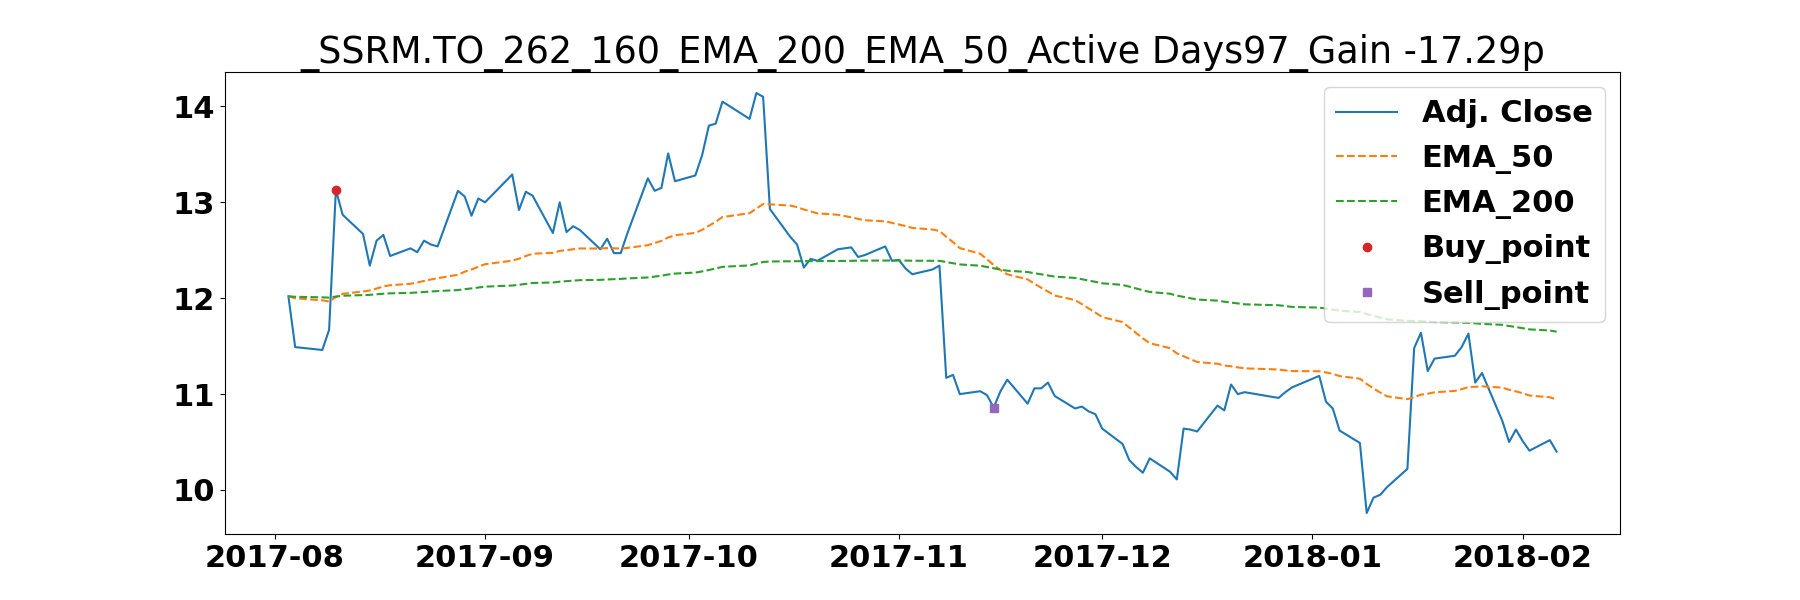 _SSRM.TO_262_160_EMA_200_EMA_50_Active Days97_Gain -17.29p
14
13
12
11
10
Adj. Close
EMA_50
EMA_200
Buy_point
Sell_point
2017-08 2017-09 2017-10 2017-11 2017-12 2018-01 2018-02